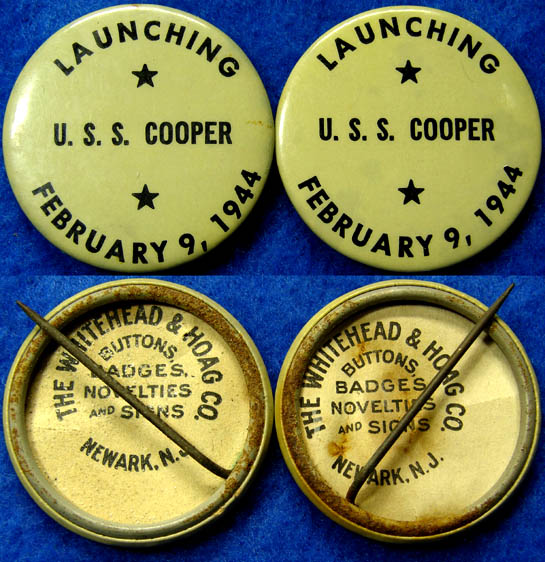 LAUNCHING
U. S. S. COOPER
FEBRUARY 9, 1944
LAUNCHING
U. S. S. COOPER
FEBRUARY 9, 1944
THE WHITEHEAD & HOAG CO.
BUTTONS,
BADGES,
NOVELTIES
AND SIGNS
NEWARK, N.J.
THE WHITEHEAD & HOAG CO.
BUTTONS,
BADGES,
NOVELTIES
AND SIGNS
NEWARK, N.J.